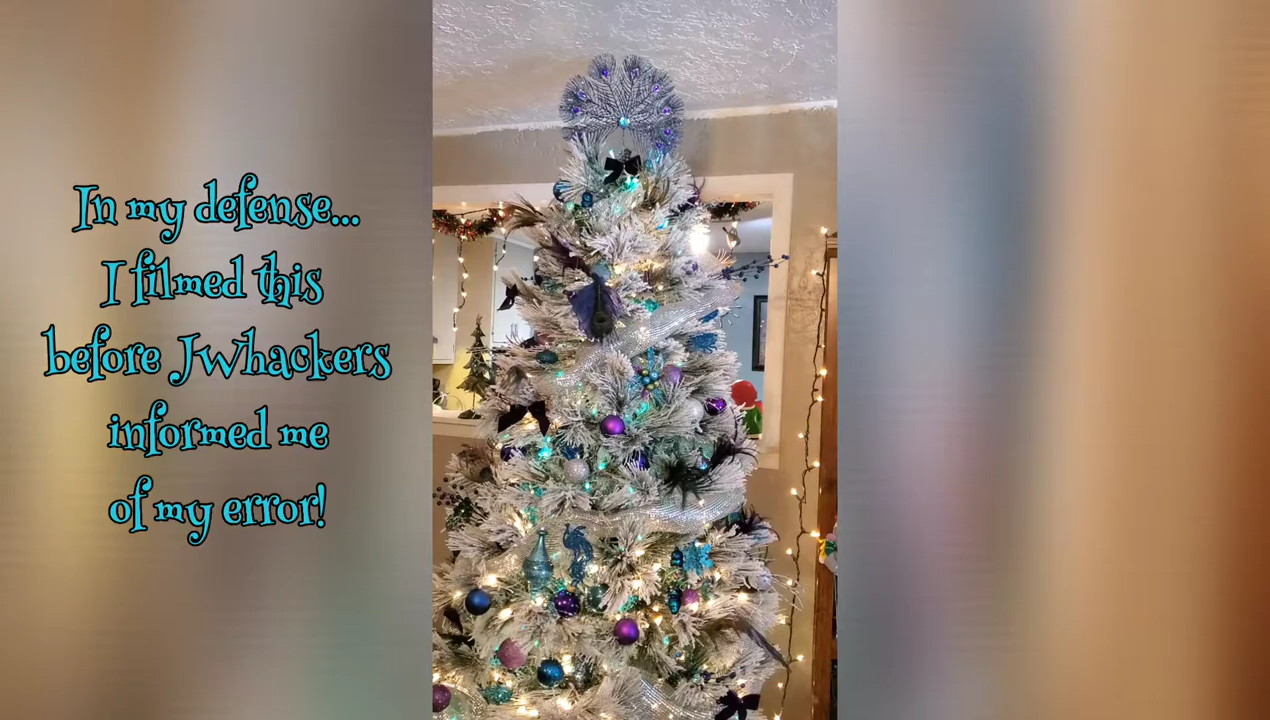 In my defense...
I filmed this
before JWhackers
informed me
of my error!